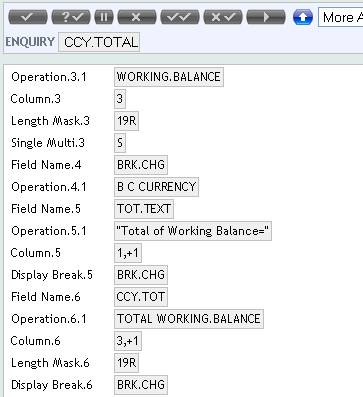 More A
ENQUIRY CCY.TOTAL
Operation.3.1 WORKING.BALANCE
Column.3 3
Length Mask.3 19R
Single Multi.3 S
Field Name.4 BRK.CHG
Operation.4.1 B C CURRENCY
Field Name.5 TOT.TEXT
Operation.5.1 "Total of Working Balance="
Column.5 1,+1
Display Break.5 BRK.CHG
Field Name.6 CCY.TOT
Operation.6.1 TOTAL WORKING.BALANCE
Column.6 3,+1
Length Mask.6 19R
Display Break.6 BRK.CHG